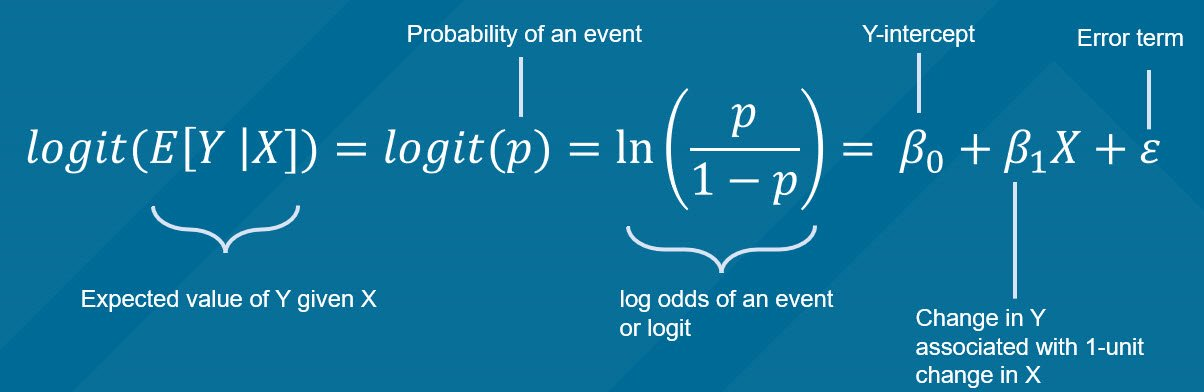 Probability of an event
Y-intercept
Error term
logit(E[Y |X]) = logit(p) = ln(p/(1 − p)) = β₀ + β₁X + ε
Expected value of Y given X
log odds of an event
or logit
Change in Y
associated with 1-unit
change in X